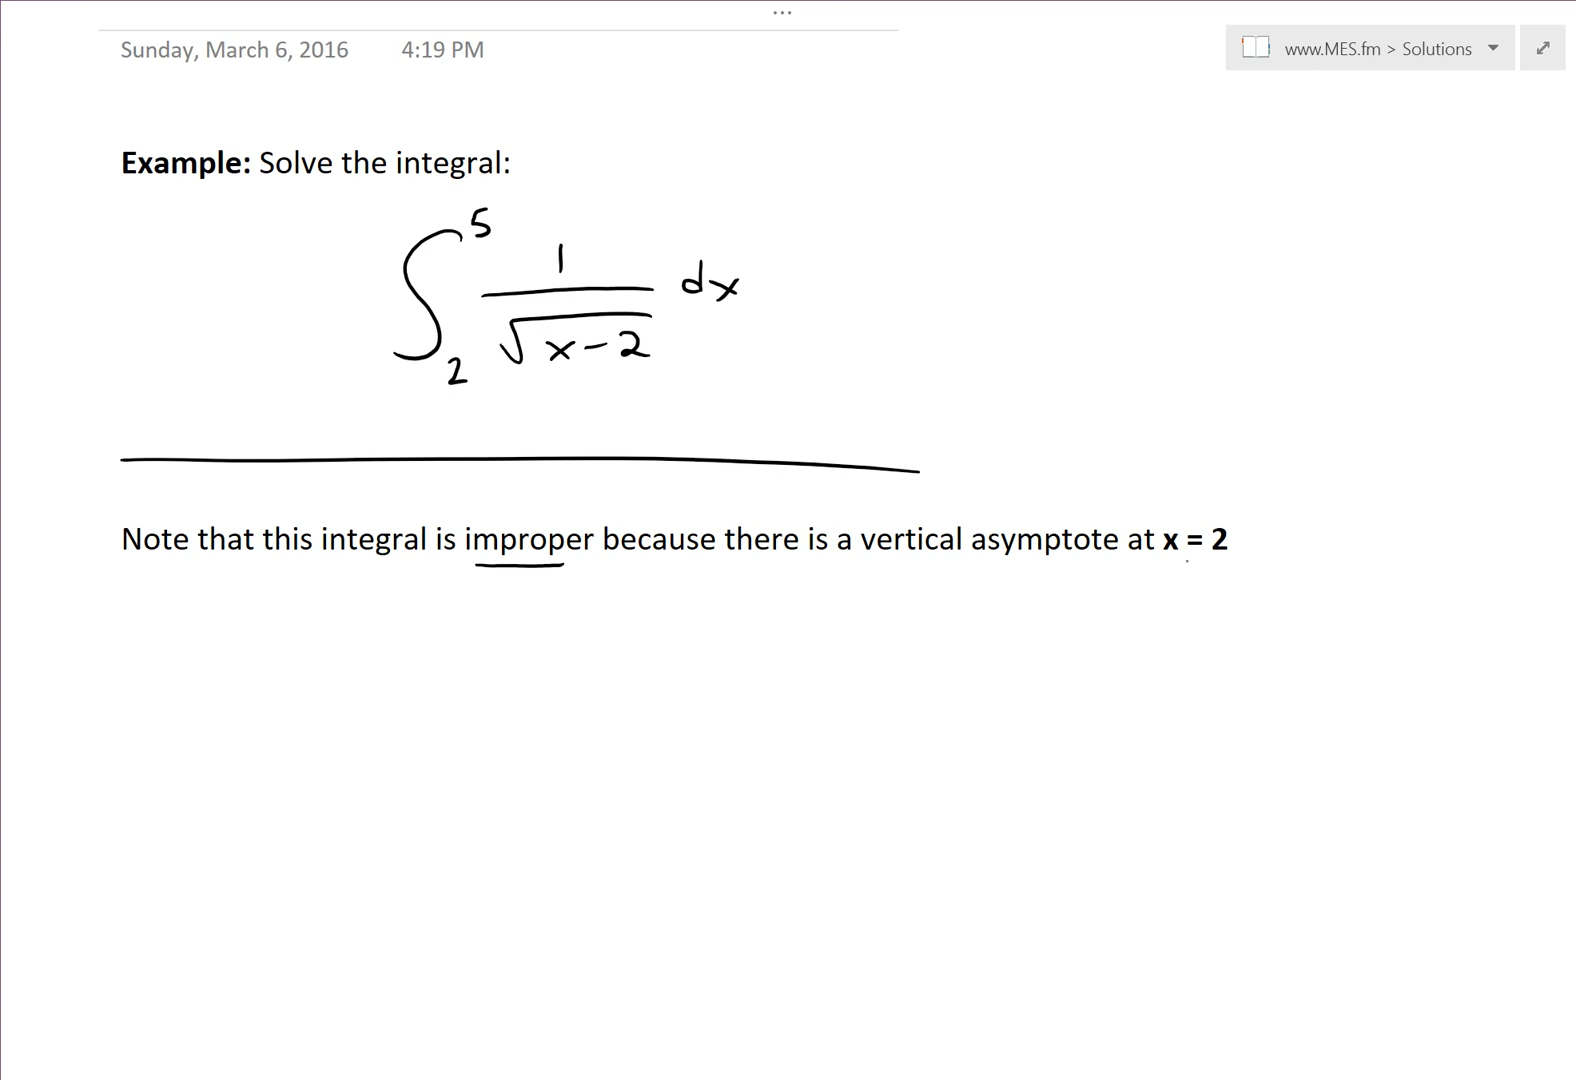 ...
Sunday, March 6, 2016 4:19 PM
www.MES.fm > Solutions
Example: Solve the integral:
∫₂⁵ 1/√(x-2) dx
Note that this integral is improper because there is a vertical asymptote at x = 2